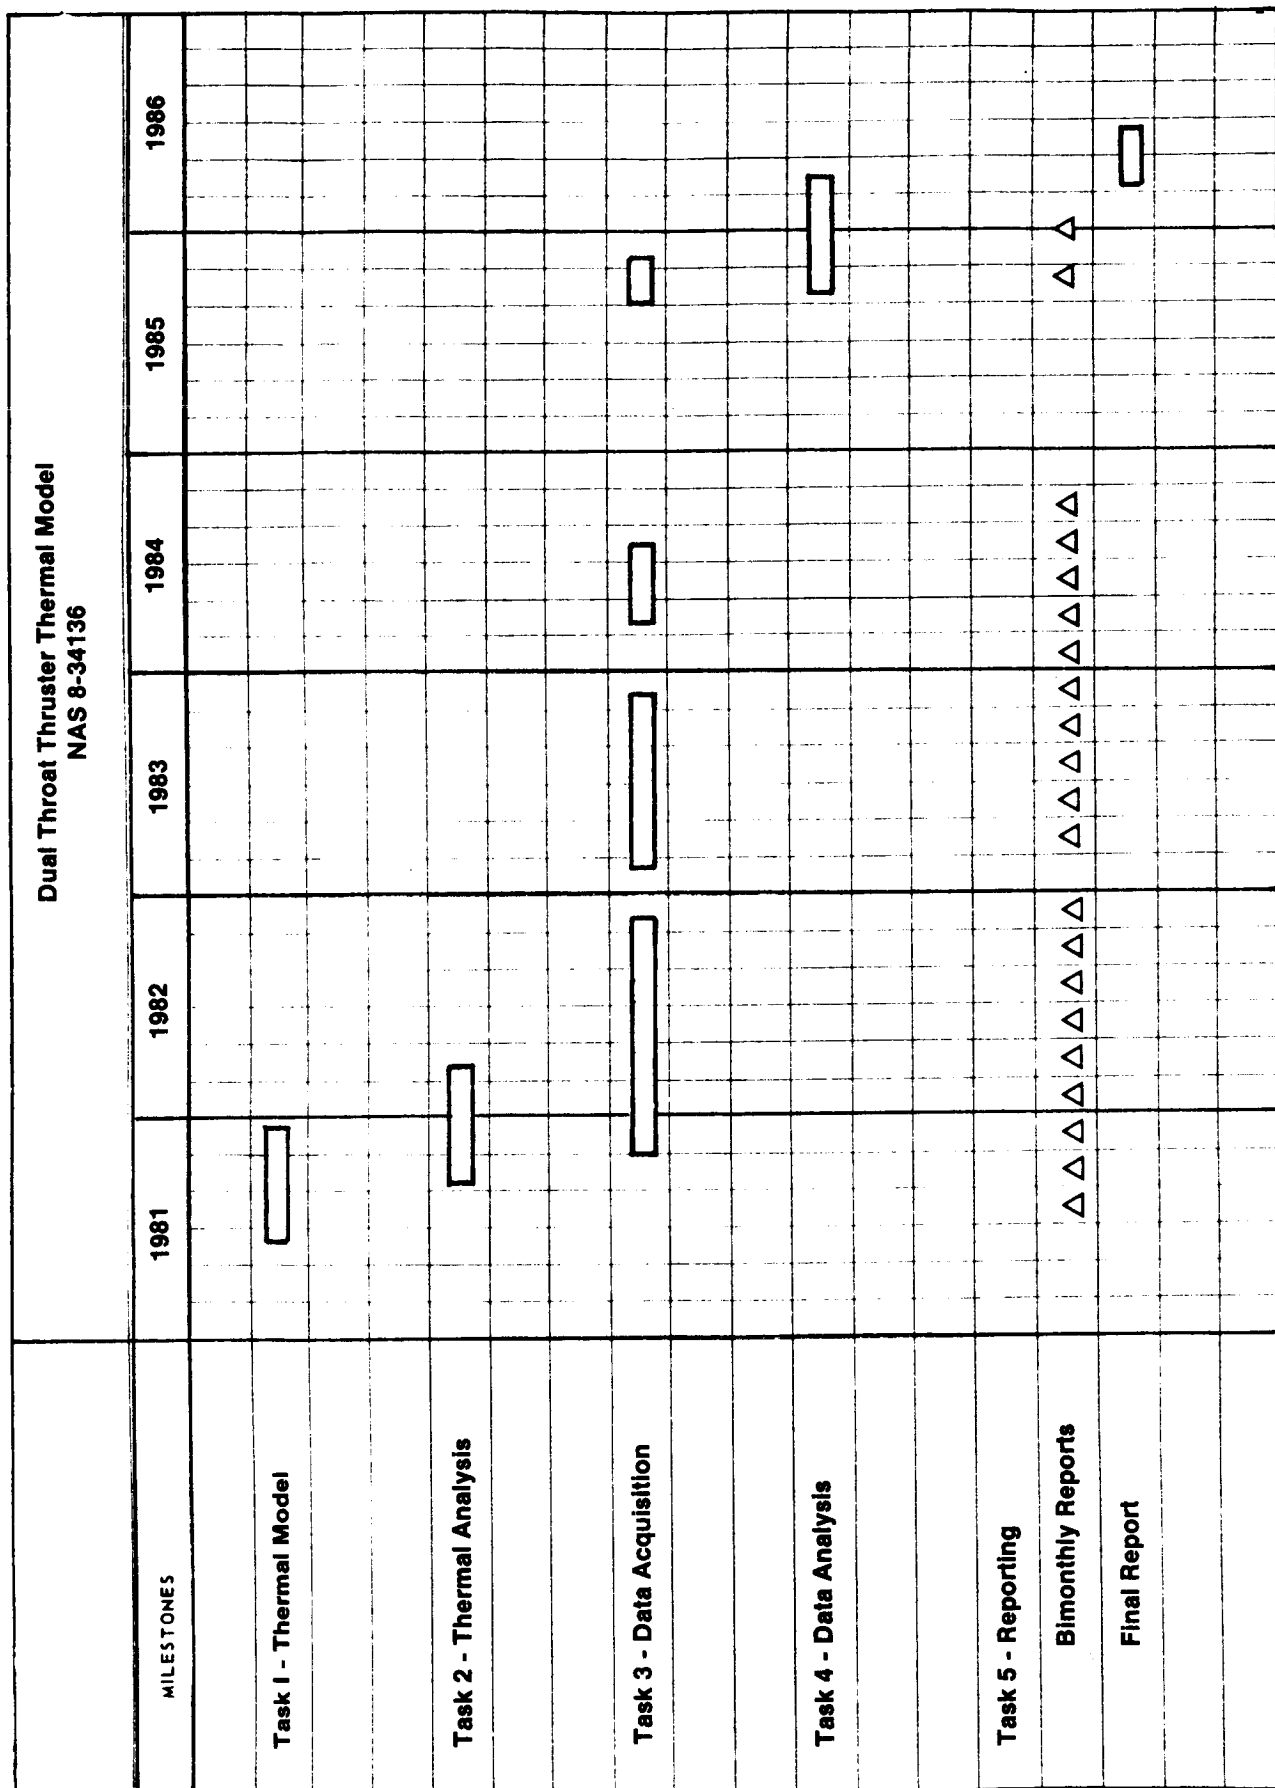 Dual Throat Thruster Thermal Model
NAS 8-34136
MILESTONES
1981
1982
1983
1984
1985
1986
Task I - Thermal Model
Task 2 - Thermal Analysis
Task 3 - Data Acquisition
Task 4 - Data Analysis
Task 5 - Reporting
Bimonthly Reports
Final Report